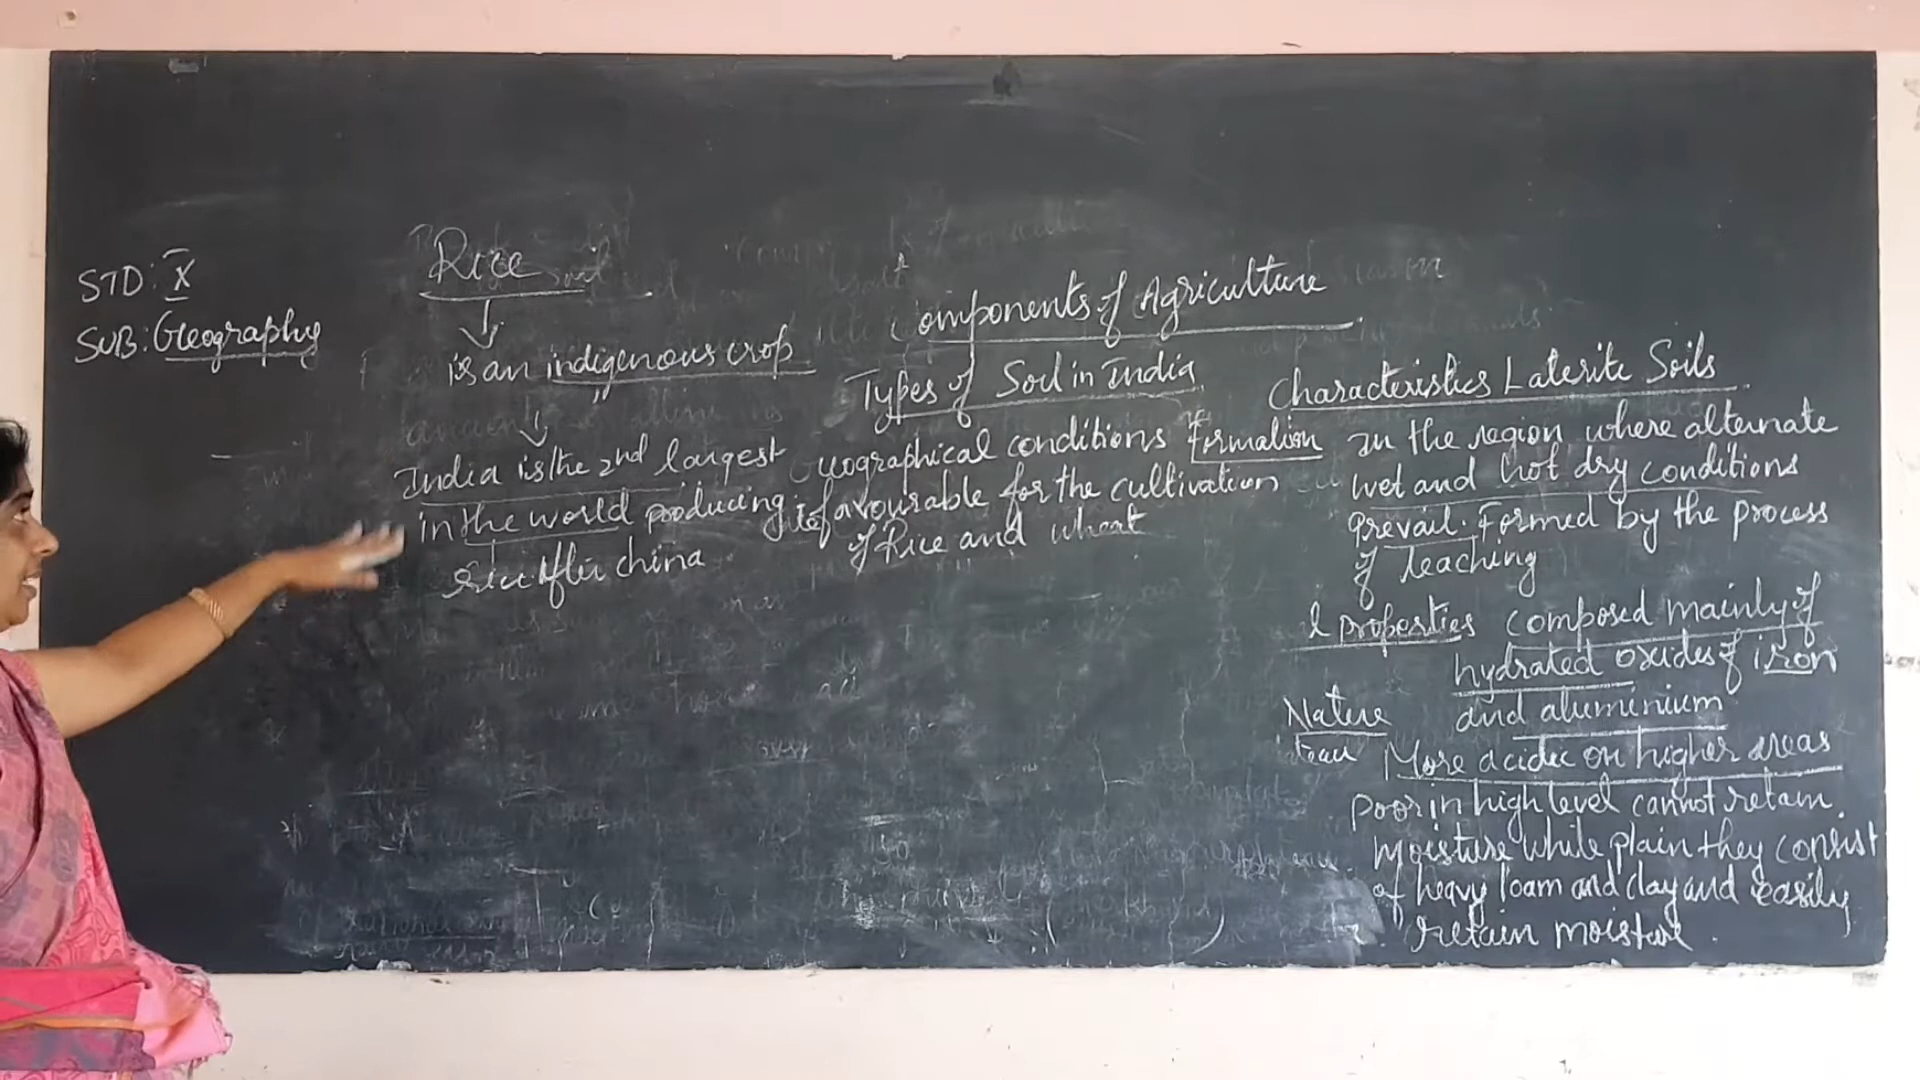 STD: X
SUB: Geography
Rice
is an indigenous crop
India is the 2nd largest
in the world producing
rice after china
Components of Agriculture
Types of Soil in India
Geographical conditions
favourable for the cultivation
of Rice and wheat
Characteristics Laterite Soils
Formation In the region where alternate
wet and hot dry conditions
prevail. Formed by the process
of leaching
properties composed mainly of
hydrated oxides of iron
and aluminium
Nature
More acidic on higher areas
poor in high level cannot retain
moisture while plain they consist
of heavy loam and clay and easily
retain moisture.